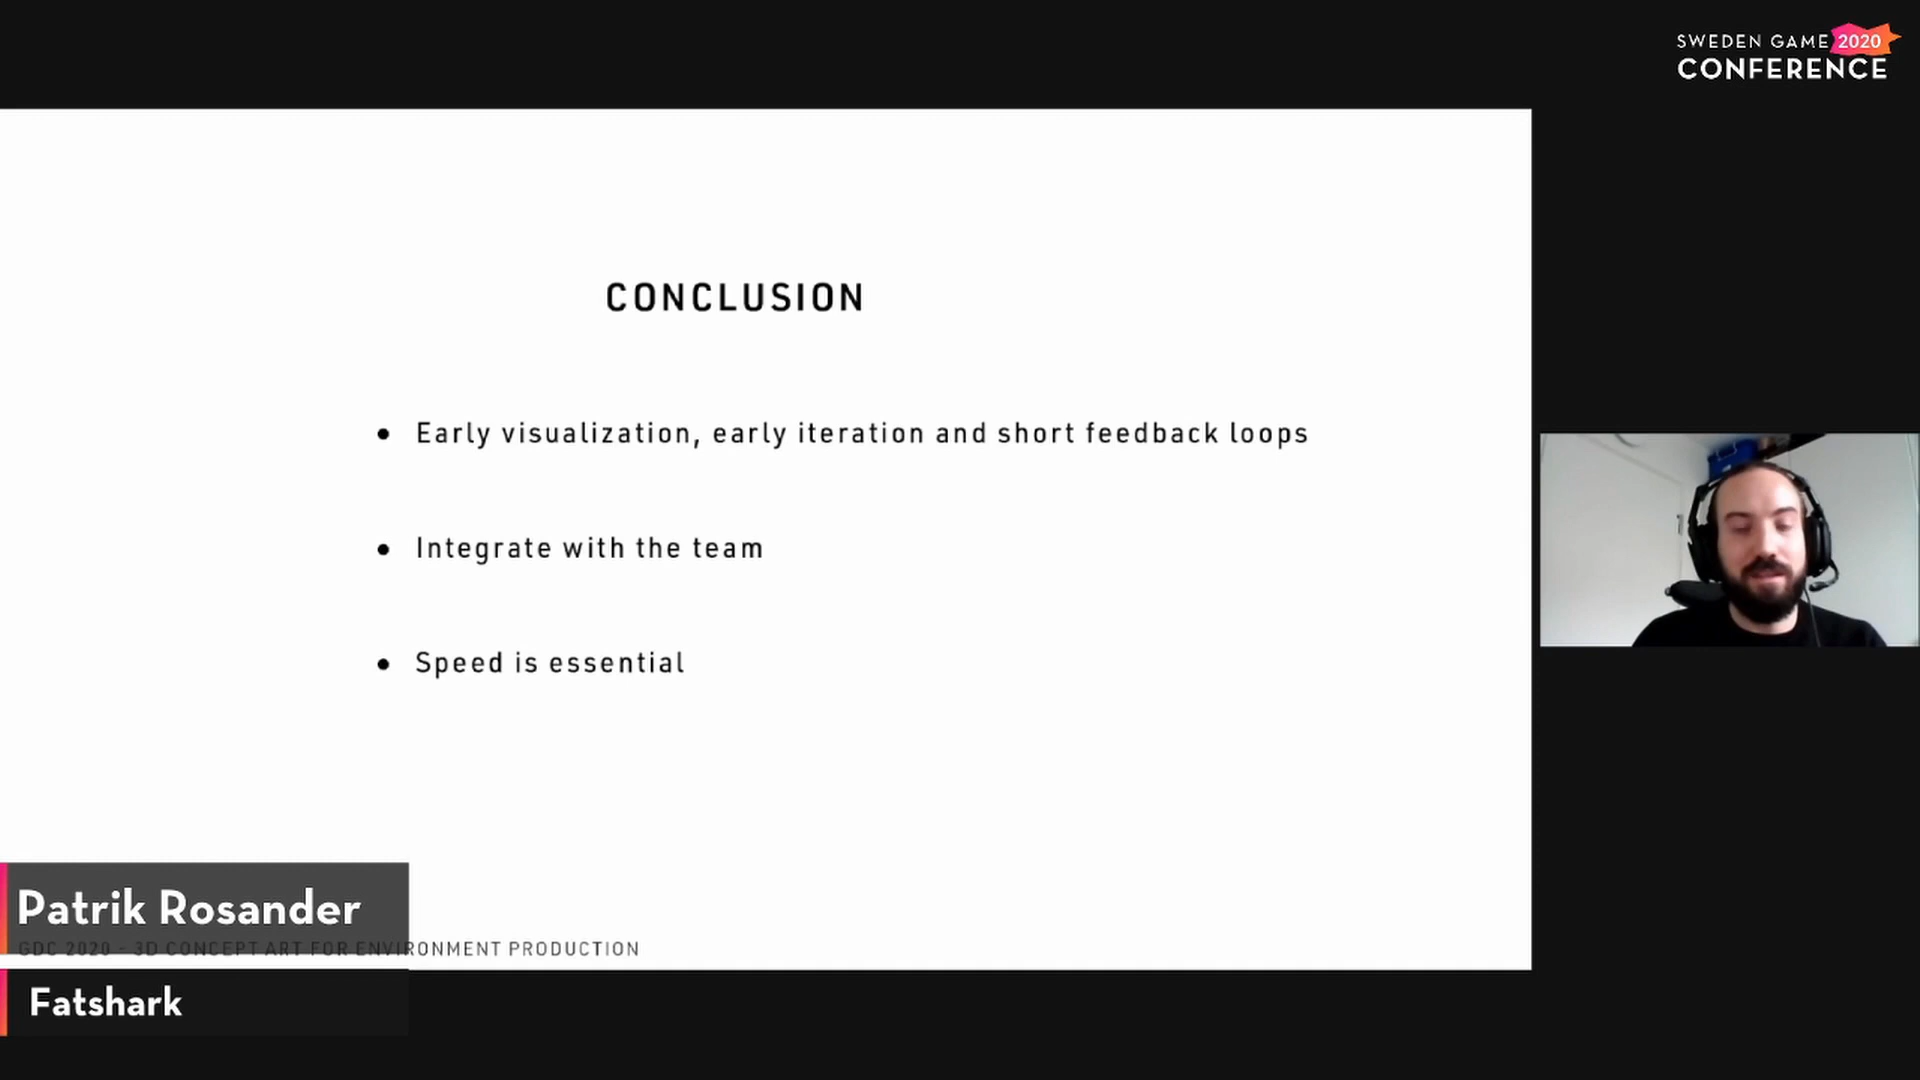 SWEDEN GAME 2020
CONFERENCE
CONCLUSION
• Early visualization, early iteration and short feedback loops
• Integrate with the team
• Speed is essential
Patrik Rosander
GDC 2020 - 3D CONCEPT ART FOR ENVIRONMENT PRODUCTION
Fatshark